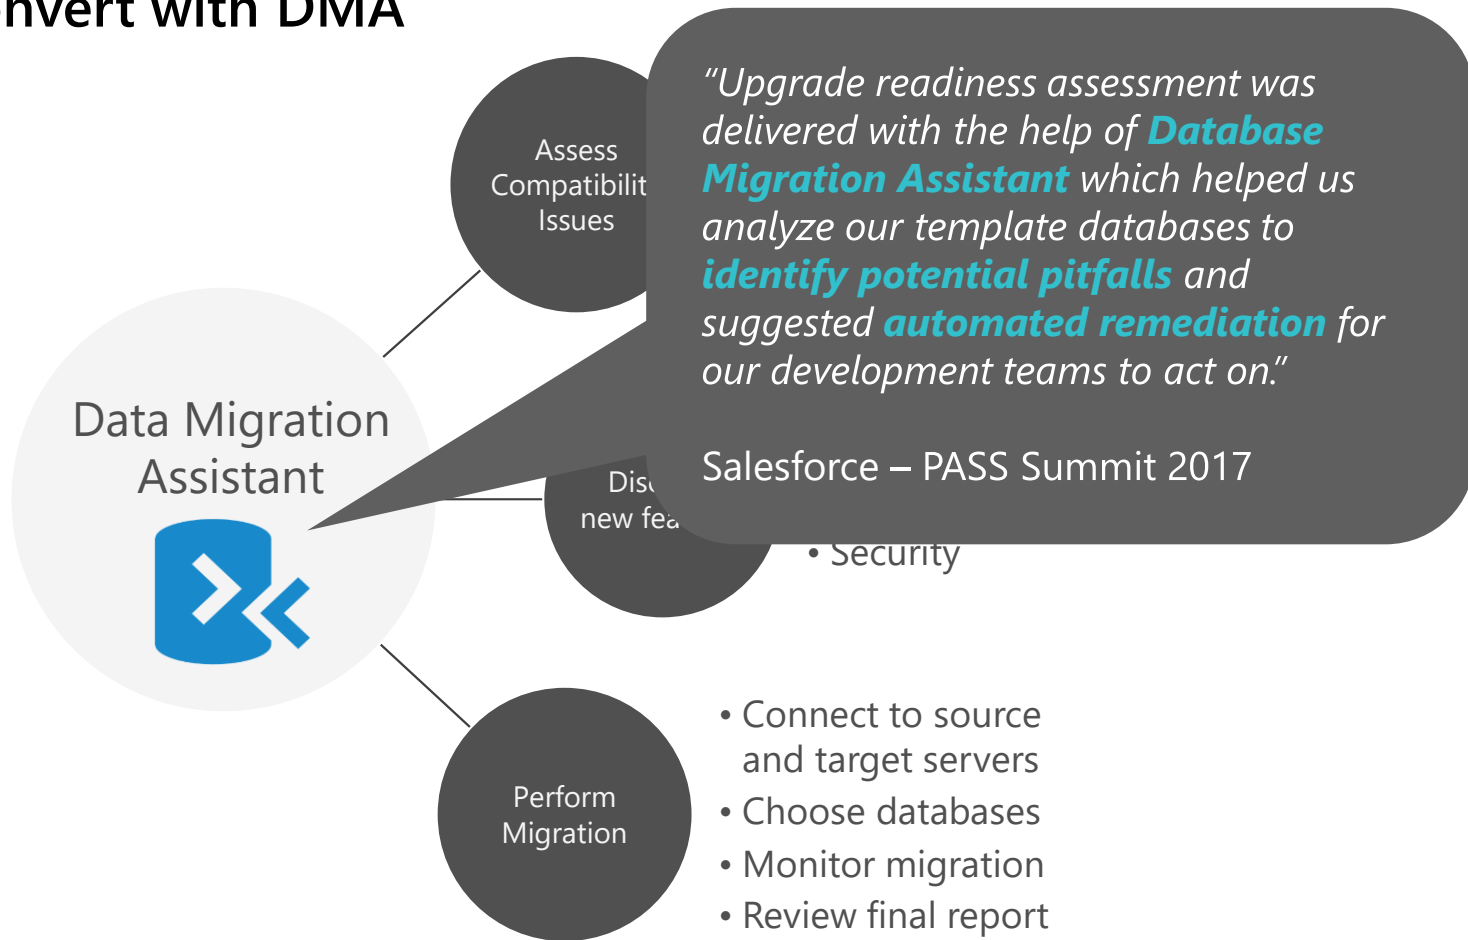 nvert with DMA
Assess
Compatibilit
Issues
“Upgrade readiness assessment was
delivered with the help of Database
Migration Assistant which helped us
analyze our template databases to
identify potential pitfalls and
suggested automated remediation for
our development teams to act on.”
Salesforce – PASS Summit 2017
Data Migration
Assistant
Dis
new fea
• Security
Perform
Migration
• Connect to source
and target servers
• Choose databases
• Monitor migration
• Review final report